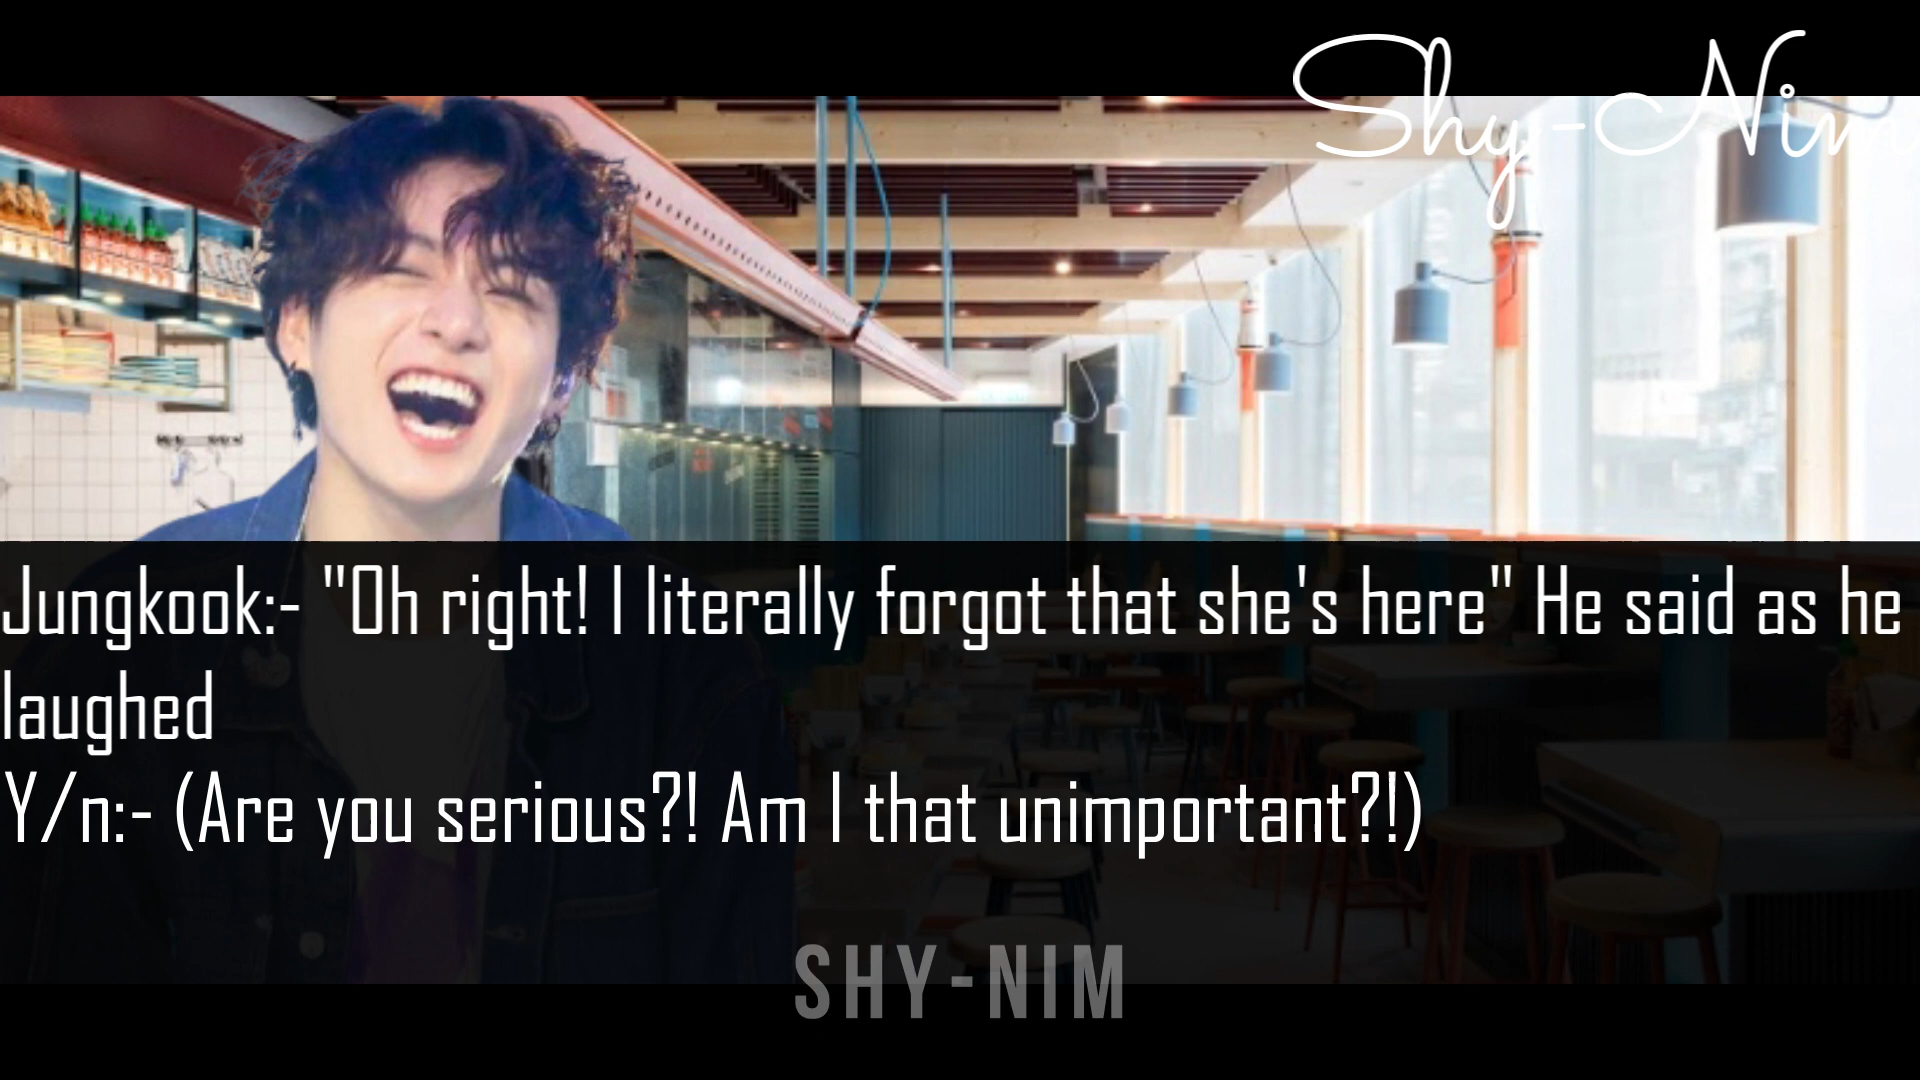 Shy-Nim
Jungkook:- "Oh right! I literally forgot that she's here" He said as he
laughed
Y/n:- (Are you serious?! Am I that unimportant?!)
SHY-NIM